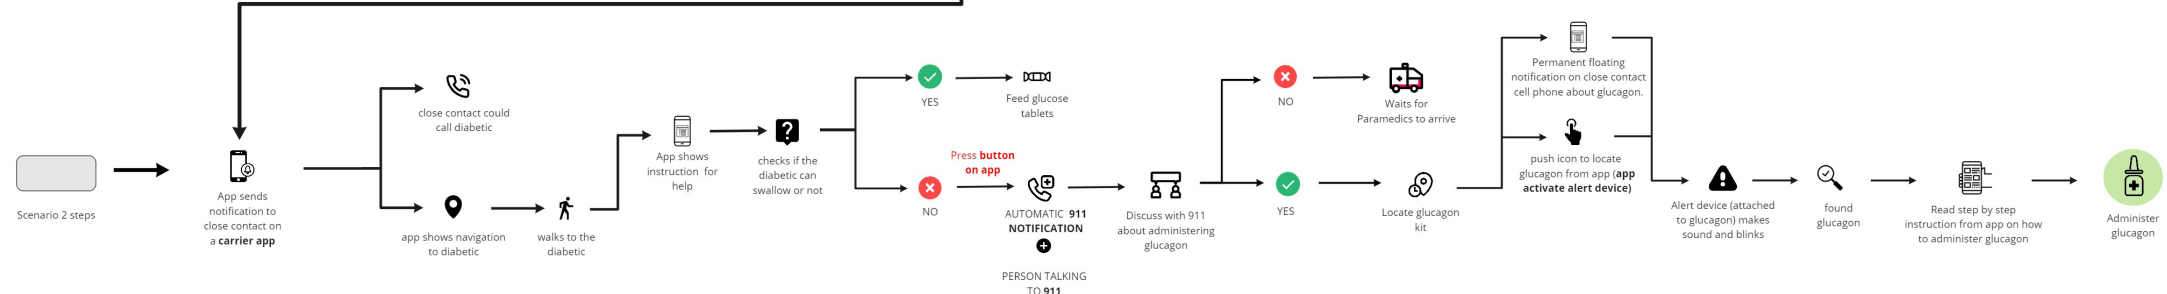 Scenario 2 steps
App sends
notification to
close contact on
a carrier app
close contact could
call diabetic
app shows navigation
to diabetic
walks to the
diabetic
App shows
instruction for
help
checks if the
diabetic can
swallow or not
YES
Feed glucose
tablets
NO
Press button
on app
AUTOMATIC 911
NOTIFICATION
PERSON TALKING
TO 911
Discuss with 911
about administering
glucagon
NO
Waits for
Paramedics to arrive
YES
Locate glucagon
kit
Permanent floating
notification on close contact
cell phone about glucagon.
push icon to locate
glucagon from app (app
activate alert device)
Alert device (attached
to glucagon) makes
sound and blinks
found
glucagon
Read step by step
instruction from app on how
to administer glucagon
Administer
glucagon